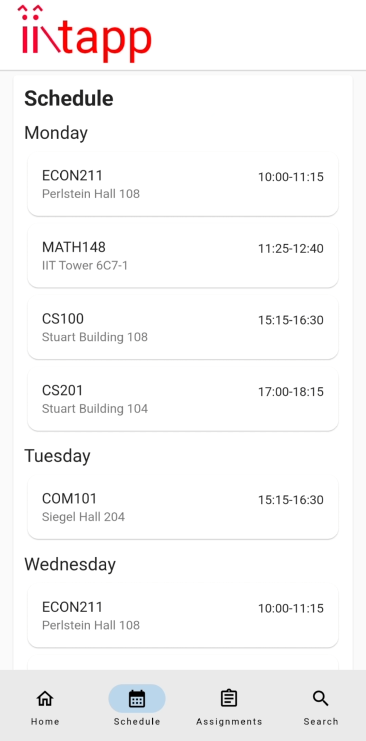 iitapp
Schedule
Monday
ECON211 10:00-11:15
Perlstein Hall 108
MATH148 11:25-12:40
IIT Tower 6C7-1
CS100 15:15-16:30
Stuart Building 108
CS201 17:00-18:15
Stuart Building 104
Tuesday
COM101 15:15-16:30
Siegel Hall 204
Wednesday
ECON211 10:00-11:15
Perlstein Hall 108
Home Schedule Assignments Search